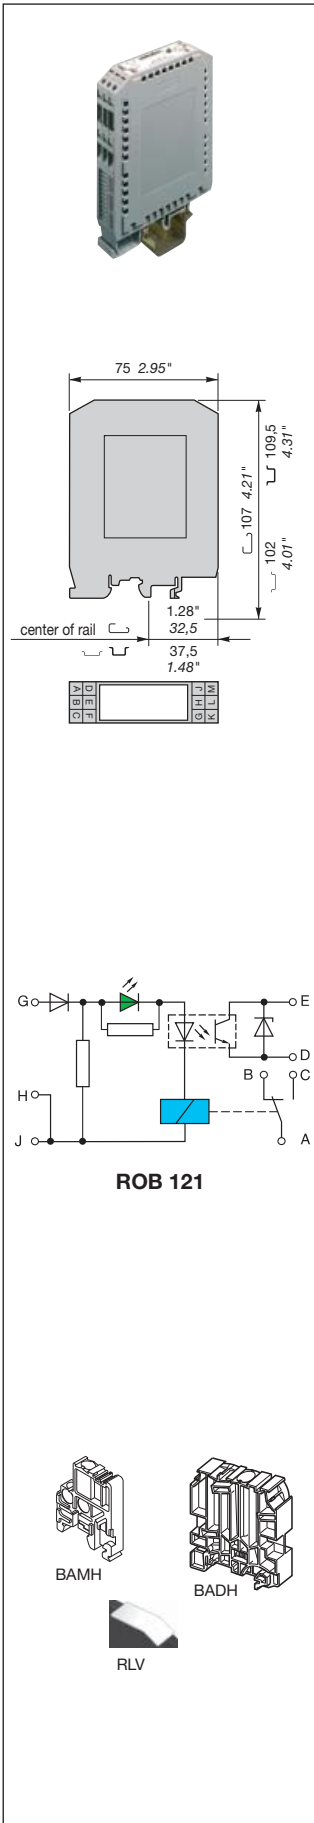 75 2.95"
107 4.21"
109,5
4.31"
102
4.01"
1.28"
32,5
center of rail
37,5
1.48"
A D
B E
C F
J M
H L
G K
G
E
D
H
B
C
J
A
ROB 121
BAMH
BADH
RLV